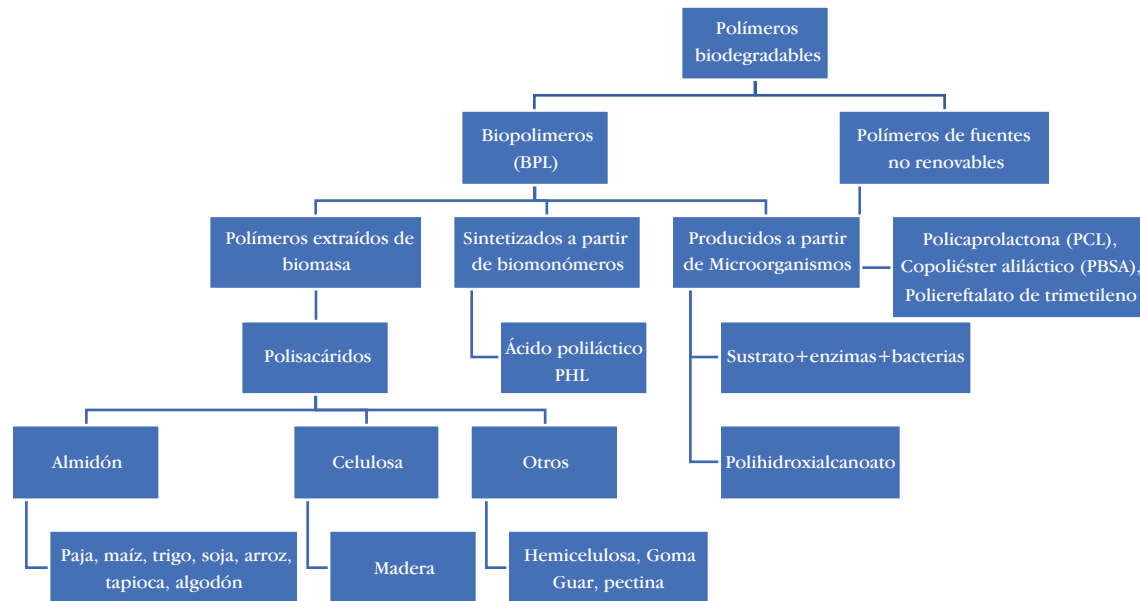 Polímeros
biodegradables
Biopolimeros
(BPL)
Polímeros de fuentes
no renovables
Polímeros extraídos de
biomasa
Sintetizados a partir
de biomonómeros
Producidos a partir
de Microorganismos
Policaprolactona (PCL),
Copoliéster aliláctico (PBSA),
Poliereftalato de trimetileno
Polisacáridos
Ácido poliláctico
PHL
Sustrato+enzimas+bacterias
Almidón
Celulosa
Otros
Polihidroxialcanoato
Paja, maíz, trigo, soja, arroz,
tapioca, algodón
Madera
Hemicelulosa, Goma
Guar, pectina